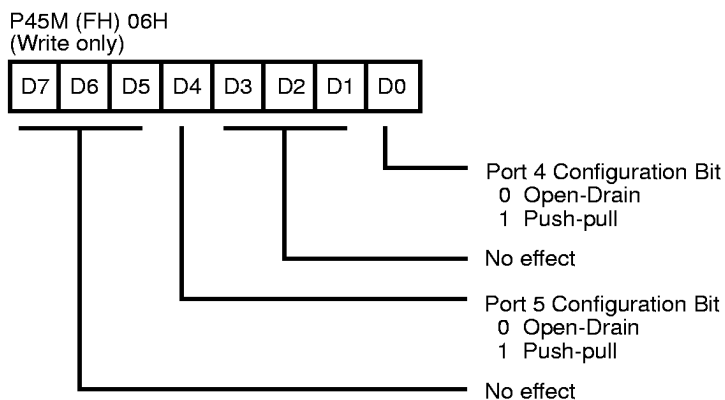 P45M (FH) 06H
(Write only)
D7 D6 D5 D4 D3 D2 D1 D0
Port 4 Configuration Bit
0 Open-Drain
1 Push-pull
No effect
Port 5 Configuration Bit
0 Open-Drain
1 Push-pull
No effect